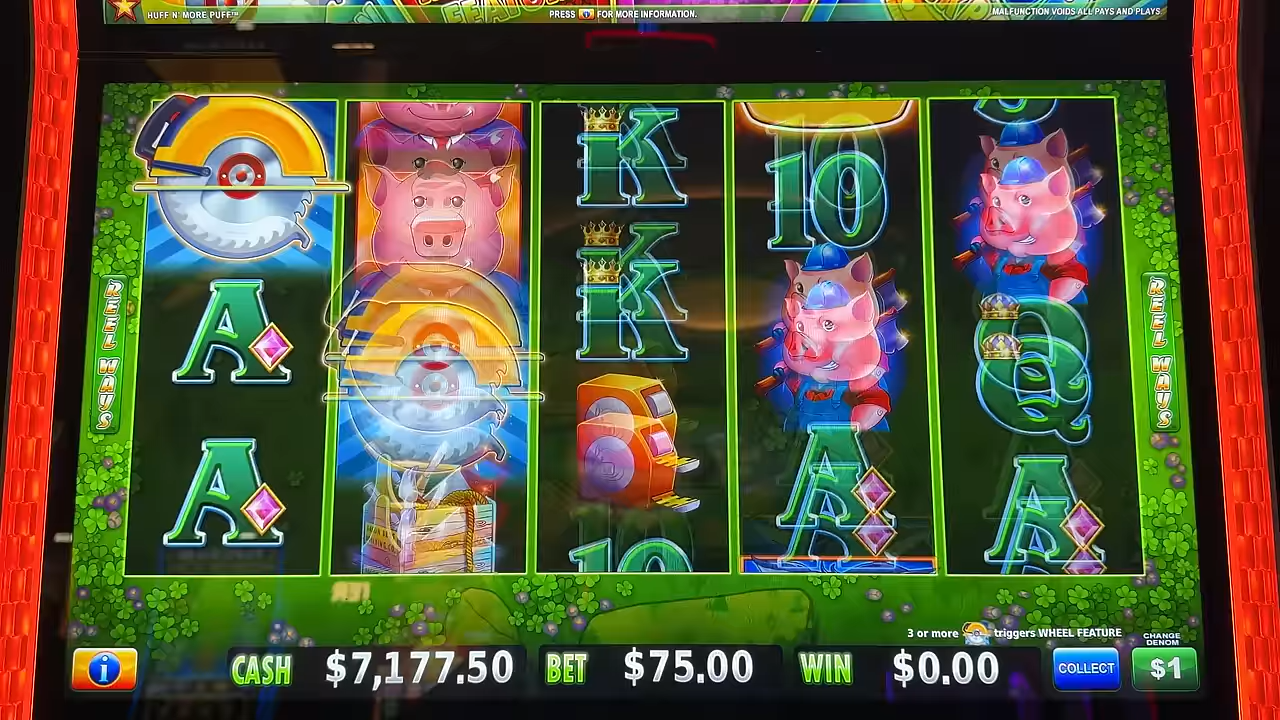 HUFF N' MORE PUFF™
PRESS i FOR MORE INFORMATION.
MALFUNCTION VOIDS ALL PAYS AND PLAYS
REEL WAYS
K
10
A
K
Q
A
10
A
A
REEL WAYS
3 or more triggers WHEEL FEATURE
CHANGE DENOM
i
CASH $7,177.50 BET $75.00 WIN $0.00 COLLECT $1